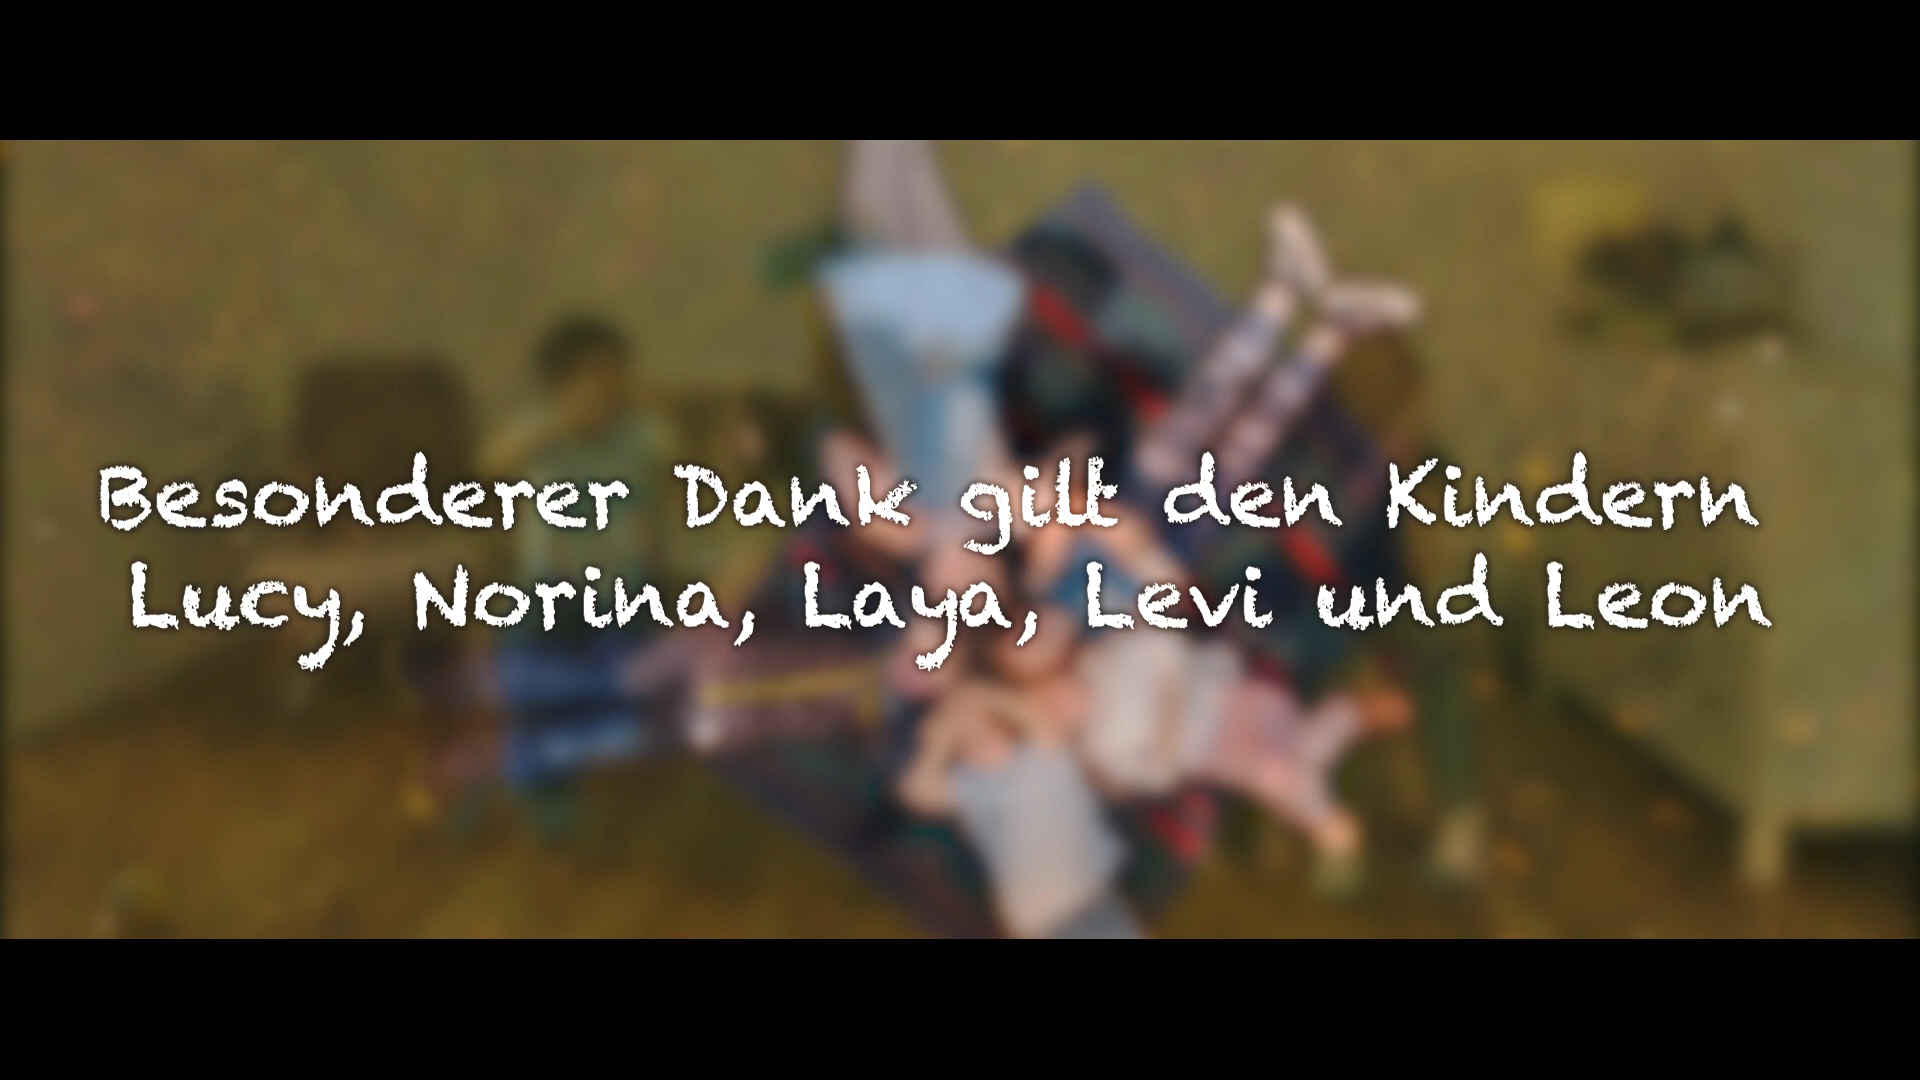 Besonderer Dank gilt den Kindern
Lucy, Norina, Laya, Levi und Leon